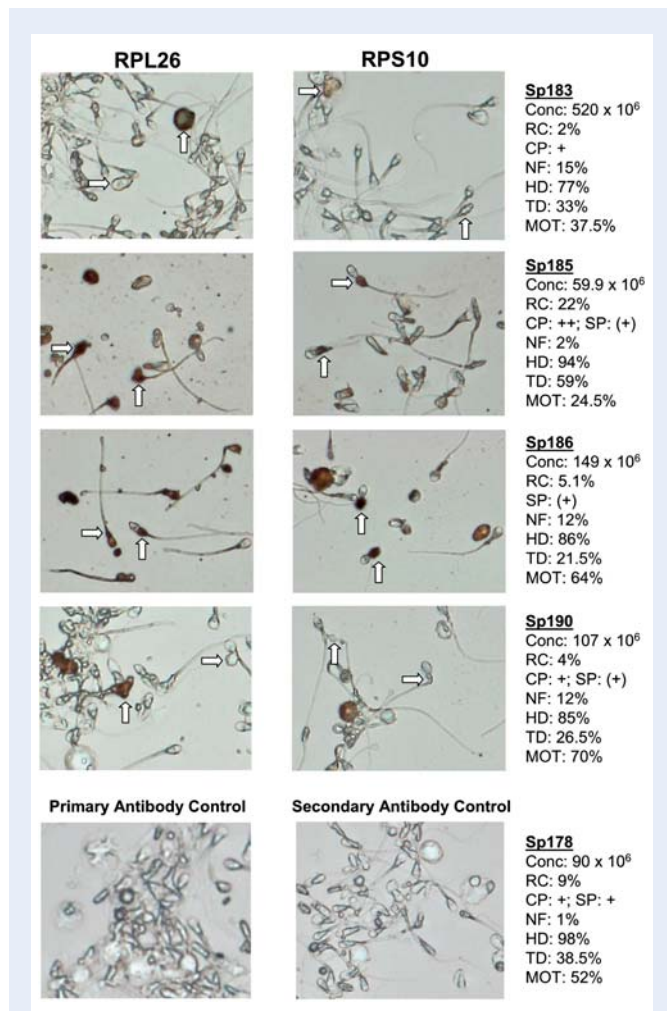 RPL26
RPS10
Sp183
Conc: 520 x 10⁶
RC: 2%
CP: +
NF: 15%
HD: 77%
TD: 33%
MOT: 37.5%
Sp185
Conc: 59.9 x 10⁶
RC: 22%
CP: ++; SP: (+)
NF: 2%
HD: 94%
TD: 59%
MOT: 24.5%
Sp186
Conc: 149 x 10⁶
RC: 5.1%
SP: (+)
NF: 12%
HD: 86%
TD: 21.5%
MOT: 64%
Sp190
Conc: 107 x 10⁶
RC: 4%
CP: +; SP: (+)
NF: 12%
HD: 85%
TD: 26.5%
MOT: 70%
Primary Antibody Control
Secondary Antibody Control
Sp178
Conc: 90 x 10⁶
RC: 9%
CP: +; SP: +
NF: 1%
HD: 98%
TD: 38.5%
MOT: 52%